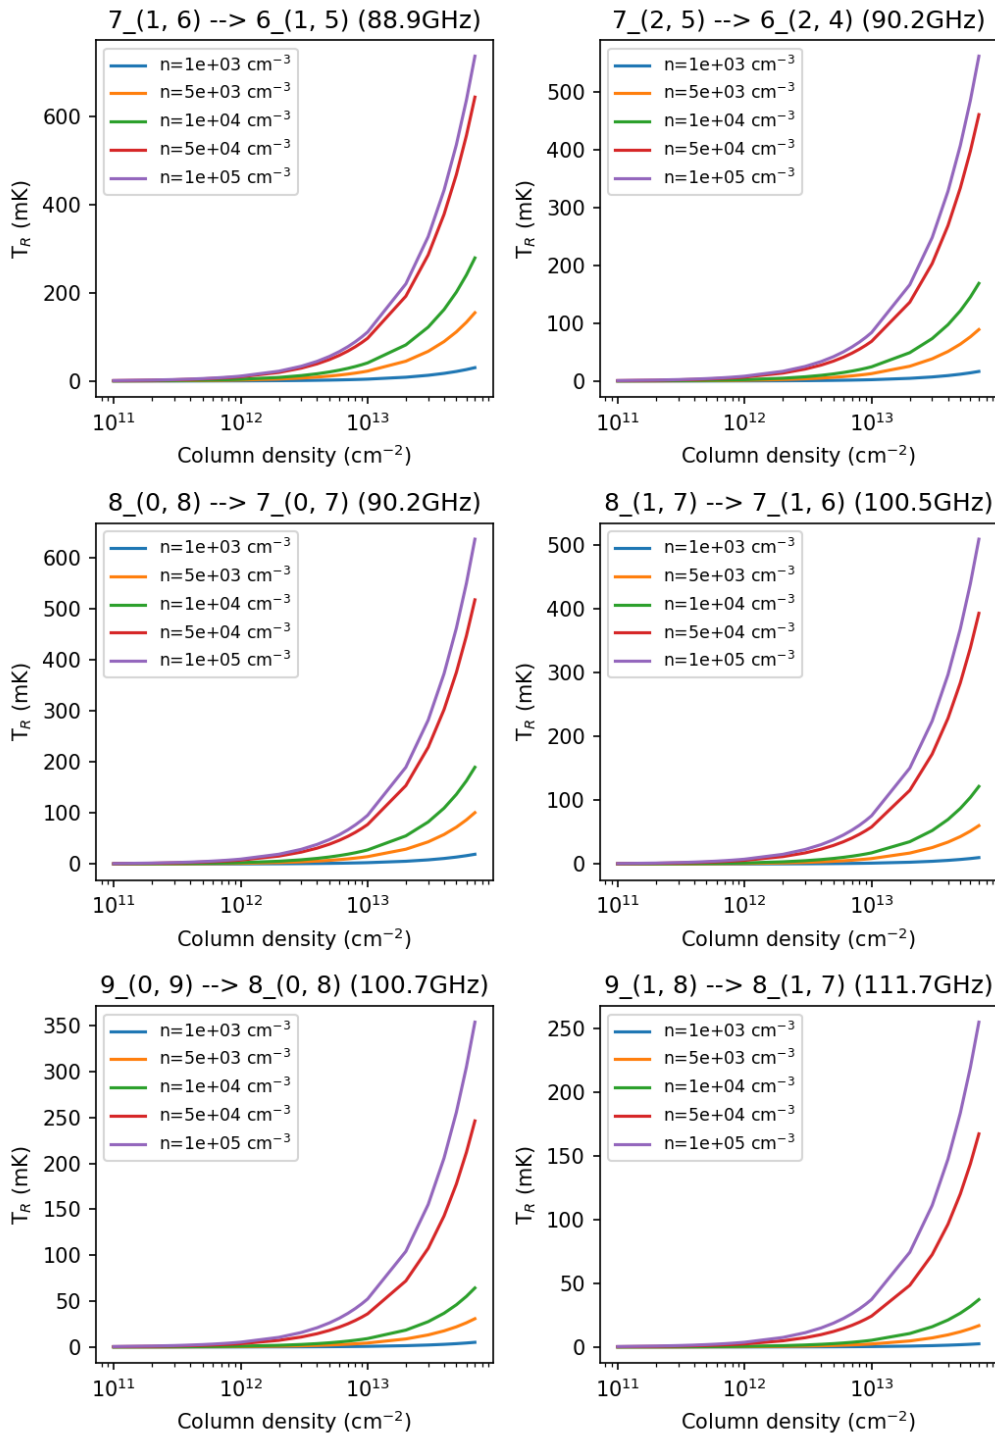 7_(1, 6) --> 6_(1, 5) (88.9GHz)
n=1e+03 cm⁻³
n=5e+03 cm⁻³
n=1e+04 cm⁻³
n=5e+04 cm⁻³
n=1e+05 cm⁻³
600
400
200
0
T_R (mK)
10¹¹ 10¹² 10¹³
Column density (cm⁻²)
7_(2, 5) --> 6_(2, 4) (90.2GHz)
n=1e+03 cm⁻³
n=5e+03 cm⁻³
n=1e+04 cm⁻³
n=5e+04 cm⁻³
n=1e+05 cm⁻³
500
400
300
200
100
0
T_R (mK)
10¹¹ 10¹² 10¹³
Column density (cm⁻²)
8_(0, 8) --> 7_(0, 7) (90.2GHz)
n=1e+03 cm⁻³
n=5e+03 cm⁻³
n=1e+04 cm⁻³
n=5e+04 cm⁻³
n=1e+05 cm⁻³
600
500
400
300
200
100
0
T_R (mK)
10¹¹ 10¹² 10¹³
Column density (cm⁻²)
8_(1, 7) --> 7_(1, 6) (100.5GHz)
n=1e+03 cm⁻³
n=5e+03 cm⁻³
n=1e+04 cm⁻³
n=5e+04 cm⁻³
n=1e+05 cm⁻³
500
400
300
200
100
0
T_R (mK)
10¹¹ 10¹² 10¹³
Column density (cm⁻²)
9_(0, 9) --> 8_(0, 8) (100.7GHz)
n=1e+03 cm⁻³
n=5e+03 cm⁻³
n=1e+04 cm⁻³
n=5e+04 cm⁻³
n=1e+05 cm⁻³
350
300
250
200
150
100
50
0
T_R (mK)
10¹¹ 10¹² 10¹³
Column density (cm⁻²)
9_(1, 8) --> 8_(1, 7) (111.7GHz)
n=1e+03 cm⁻³
n=5e+03 cm⁻³
n=1e+04 cm⁻³
n=5e+04 cm⁻³
n=1e+05 cm⁻³
250
200
150
100
50
0
T_R (mK)
10¹¹ 10¹² 10¹³
Column density (cm⁻²)